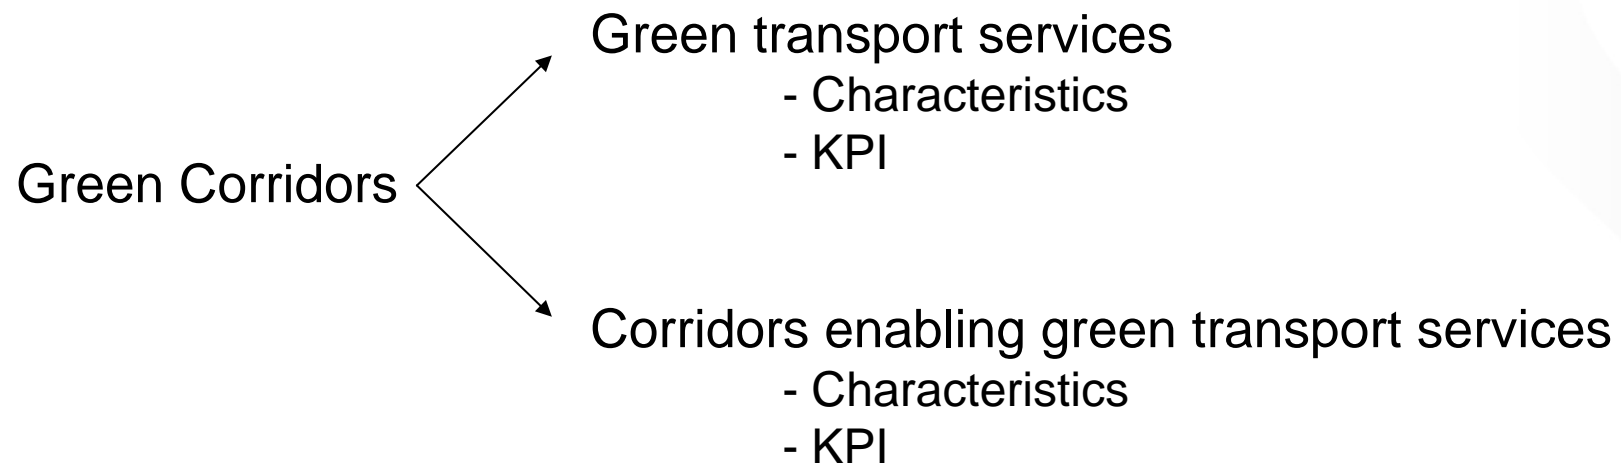 Green transport services
- Characteristics
- KPI
Green Corridors
Corridors enabling green transport services
- Characteristics
- KPI